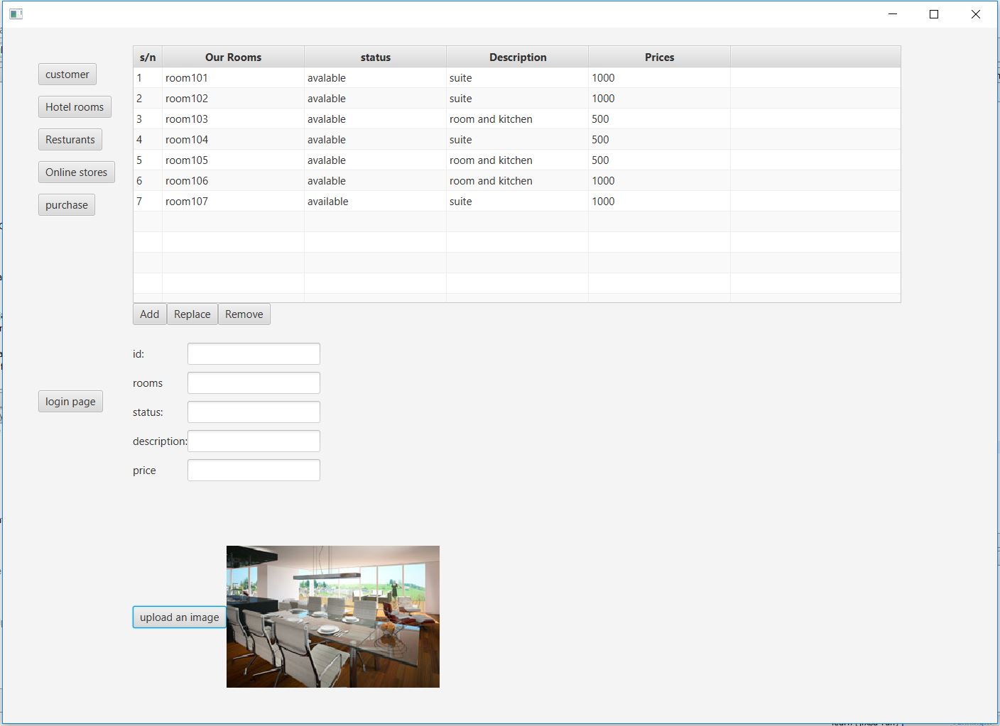 s/n Our Rooms status Description Prices
1 room101 avalable suite 1000
2 room102 avalable suite 1000
3 room103 avalable room and kitchen 500
4 room104 avalable suite 500
5 room105 avalable room and kitchen 500
6 room106 avalable room and kitchen 1000
7 room107 available suite 1000
customer
Hotel rooms
Resturants
Online stores
purchase
login page
Add Replace Remove
id:
rooms
status:
description:
price
upload an image